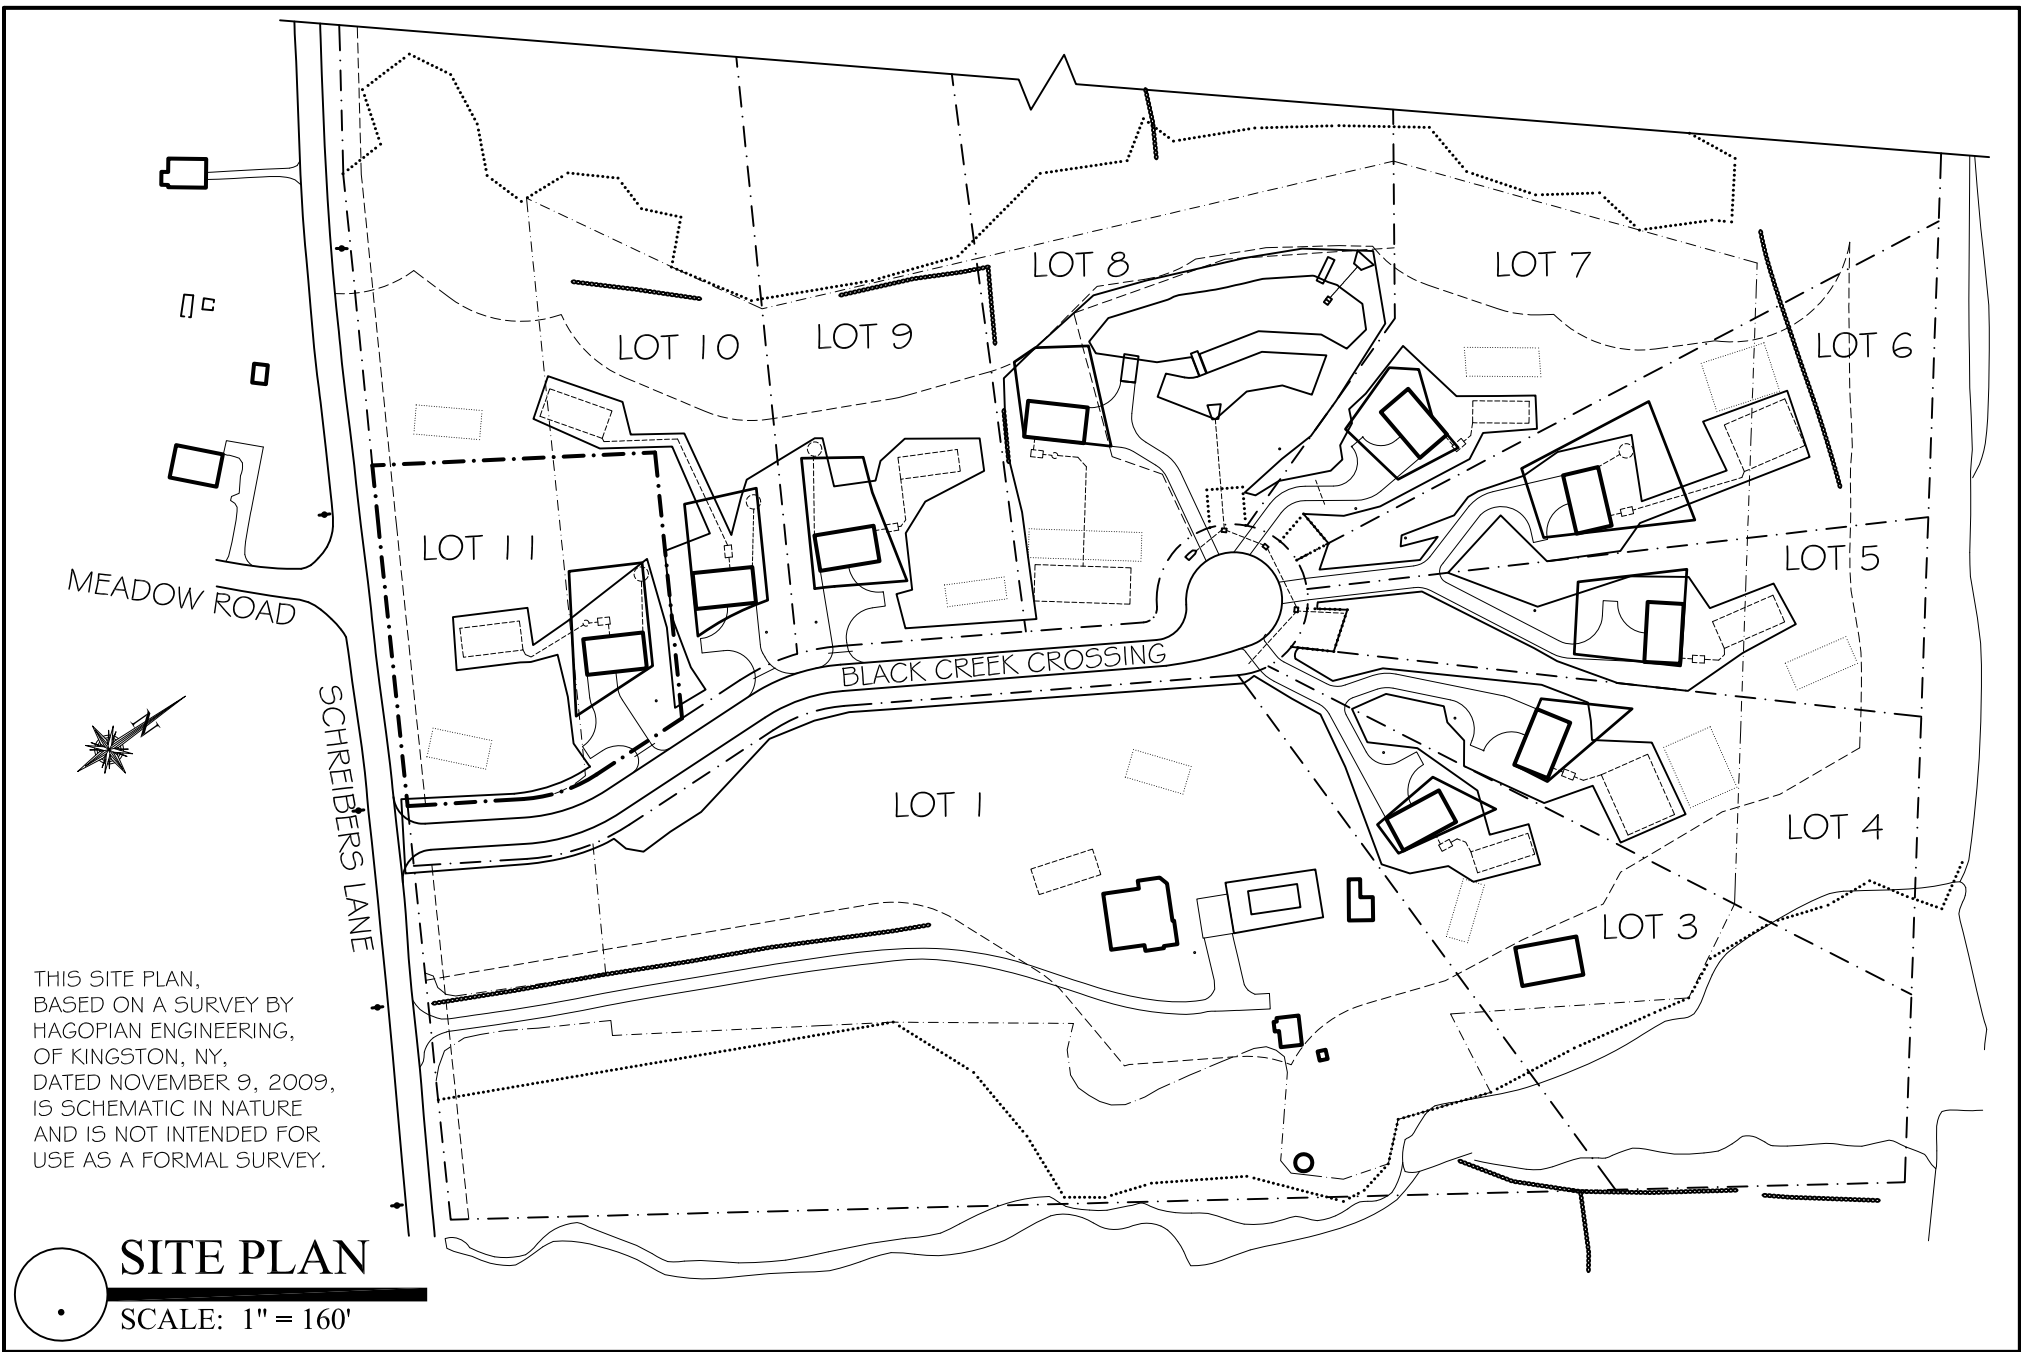 LOT 8
LOT 7
LOT 10
LOT 9
LOT 6
LOT 11
LOT 5
MEADOW ROAD
BLACK CREEK CROSSING
N
SCHREIBERS LANE
LOT 1
LOT 4
LOT 3
THIS SITE PLAN,
BASED ON A SURVEY BY
HAGOPIAN ENGINEERING,
OF KINGSTON, NY,
DATED NOVEMBER 9, 2009,
IS SCHEMATIC IN NATURE
AND IS NOT INTENDED FOR
USE AS A FORMAL SURVEY.
SITE PLAN
SCALE: 1" = 160'